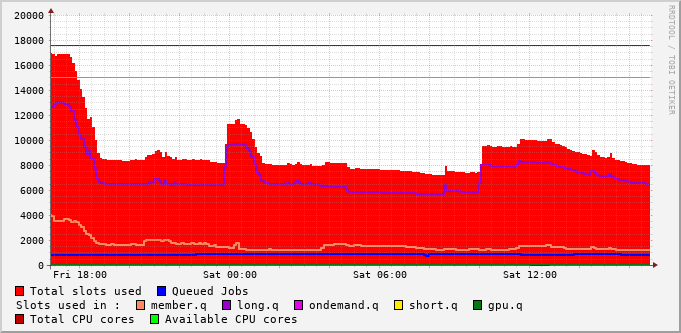 RRDTOOL / TOBI OETIKER
20000
18000
16000
14000
12000
10000
8000
6000
4000
2000
0
Fri 18:00 Sat 00:00 Sat 06:00 Sat 12:00
Total slots used Queued Jobs
Slots used in : member.q long.q ondemand.q short.q gpu.q
Total CPU cores Available CPU cores